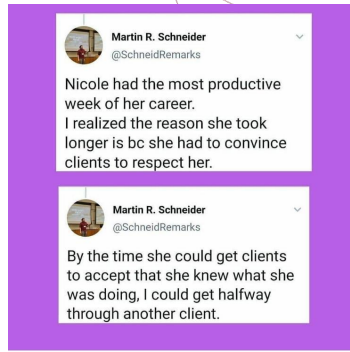 Martin R. Schneider
@SchneidRemarks
Nicole had the most productive
week of her career.
I realized the reason she took
longer is bc she had to convince
clients to respect her.
Martin R. Schneider
@SchneidRemarks
By the time she could get clients
to accept that she knew what she
was doing, I could get halfway
through another client.